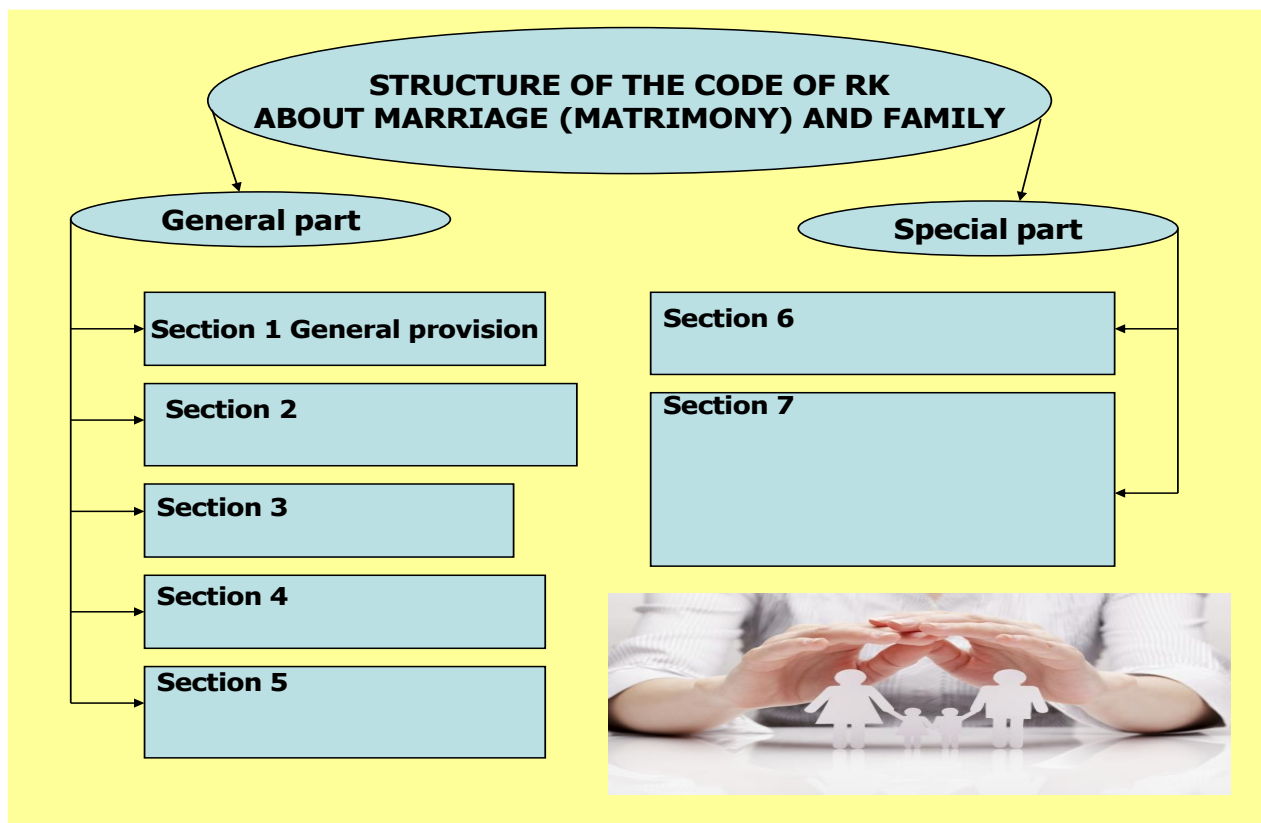 STRUCTURE OF THE CODE OF RK
ABOUT MARRIAGE (MATRIMONY) AND FAMILY
General part
Special part
Section 1 General provision
Section 2
Section 3
Section 4
Section 5
Section 6
Section 7